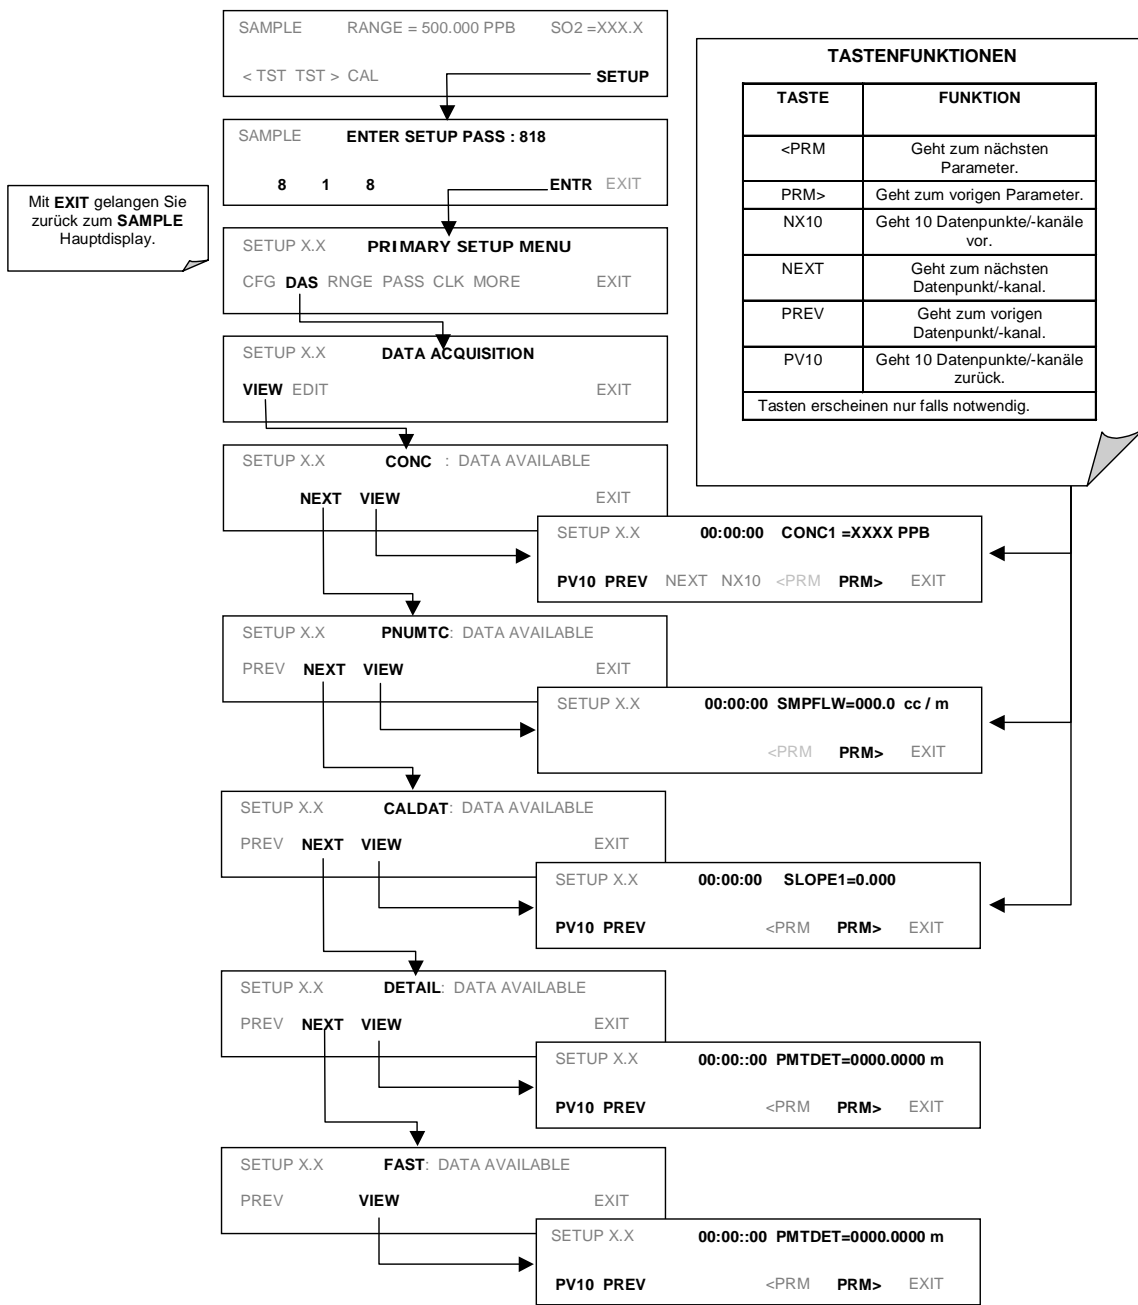 SAMPLE RANGE = 500.000 PPB SO2 =XXX.X
< TST TST > CAL SETUP
SAMPLE ENTER SETUP PASS : 818
8 1 8 ENTR EXIT
Mit EXIT gelangen Sie
zurück zum SAMPLE
Hauptdisplay.
SETUP X.X PRIMARY SETUP MENU
CFG DAS RNGE PASS CLK MORE EXIT
SETUP X.X DATA ACQUISITION
VIEW EDIT EXIT
TASTENFUNKTIONEN
TASTE FUNKTION
<PRM Geht zum nächsten
Parameter.
PRM> Geht zum vorigen Parameter.
NX10 Geht 10 Datenpunkte/-kanäle
vor.
NEXT Geht zum nächsten
Datenpunkt/-kanal.
PREV Geht zum vorigen
Datenpunkt/-kanal.
PV10 Geht 10 Datenpunkte/-kanäle
zurück.
Tasten erscheinen nur falls notwendig.
SETUP X.X CONC : DATA AVAILABLE
NEXT VIEW EXIT
SETUP X.X 00:00:00 CONC1 =XXXX PPB
PV10 PREV NEXT NX10 <PRM PRM> EXIT
SETUP X.X PNUMTC: DATA AVAILABLE
PREV NEXT VIEW EXIT
SETUP X.X 00:00:00 SMPFLW=000.0 cc / m
<PRM PRM> EXIT
SETUP X.X CALDAT: DATA AVAILABLE
PREV NEXT VIEW EXIT
SETUP X.X 00:00:00 SLOPE1=0.000
PV10 PREV <PRM PRM> EXIT
SETUP X.X DETAIL: DATA AVAILABLE
PREV NEXT VIEW EXIT
SETUP X.X 00:00::00 PMTDET=0000.0000 m
PV10 PREV <PRM PRM> EXIT
SETUP X.X FAST: DATA AVAILABLE
PREV VIEW EXIT
SETUP X.X 00:00::00 PMTDET=0000.0000 m
PV10 PREV <PRM PRM> EXIT